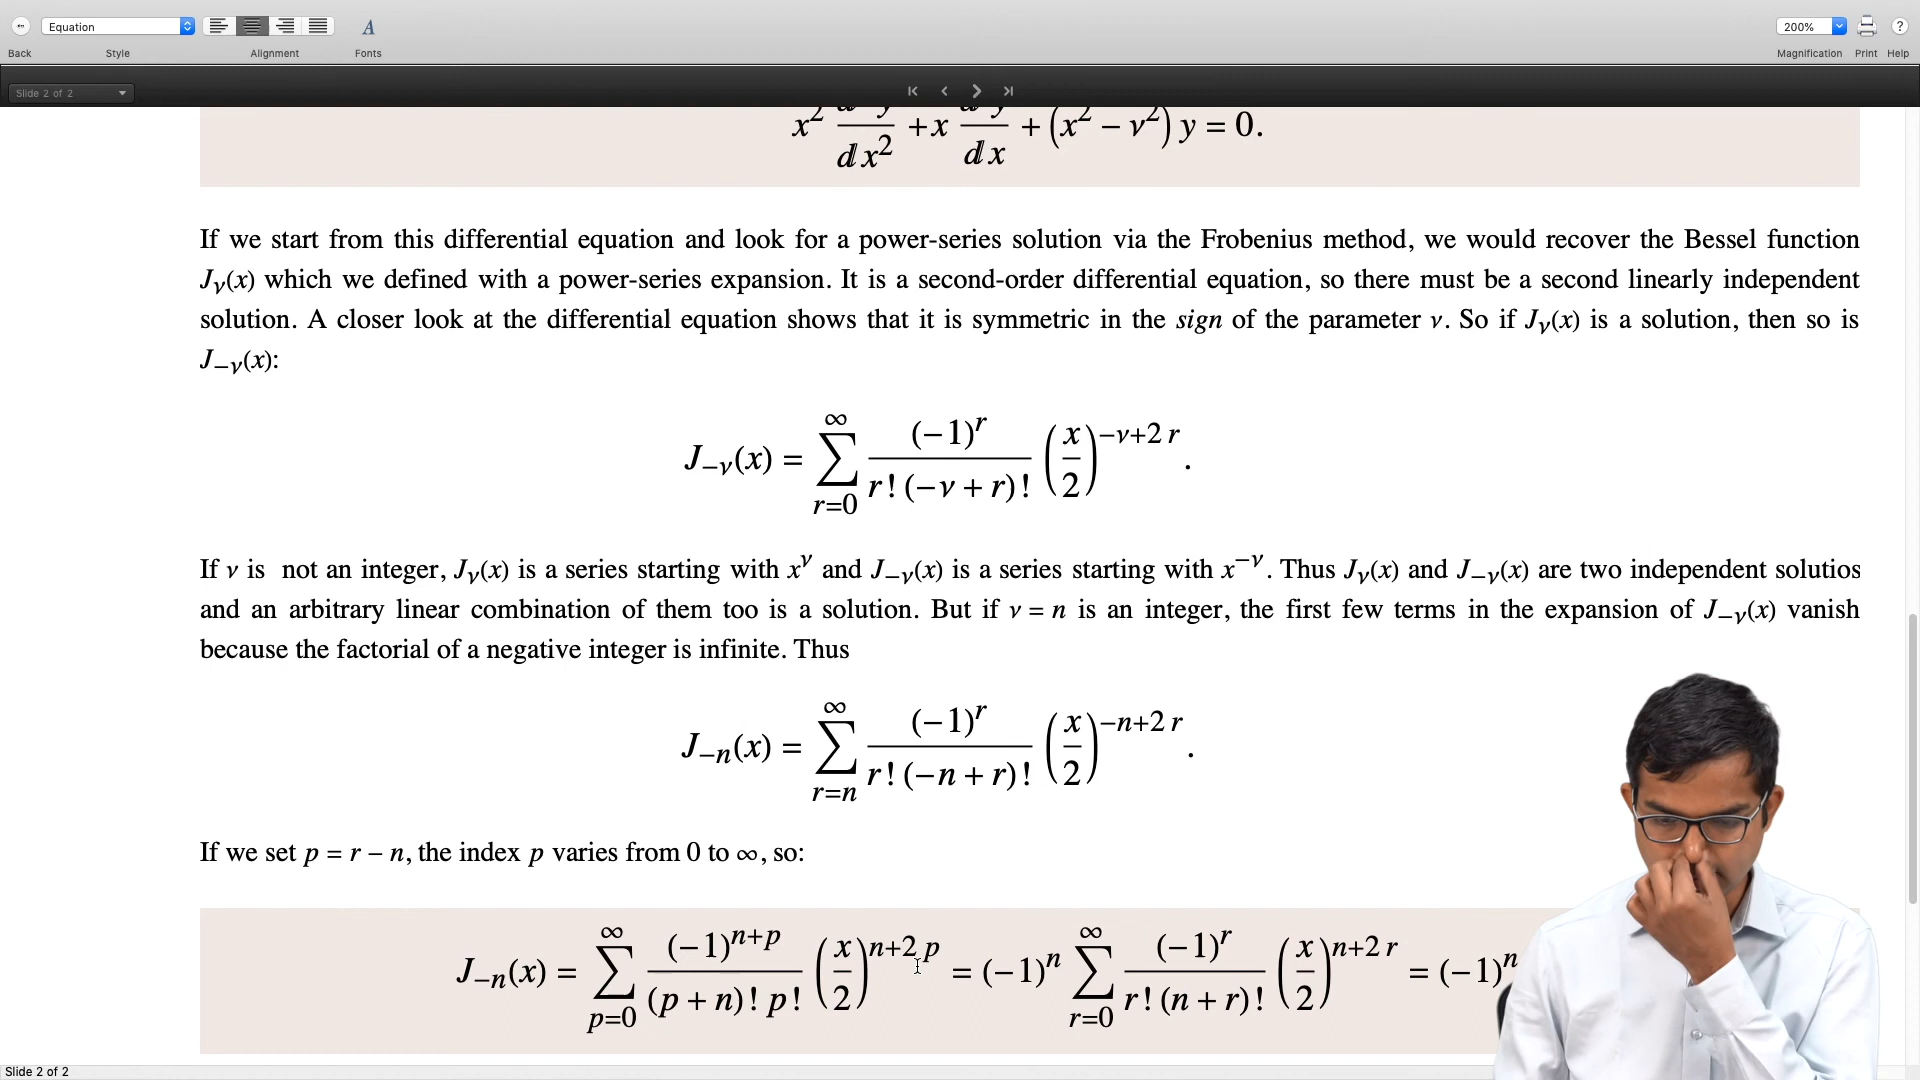 Equation
200%
Back Style Alignment Fonts Magnification Print Help
Slide 2 of 2
x² d²y/dx² + x dy/dx + (x² − ν²) y = 0.
If we start from this differential equation and look for a power-series solution via the Frobenius method, we would recover the Bessel function
J_ν(x) which we defined with a power-series expansion. It is a second-order differential equation, so there must be a second linearly independent
solution. A closer look at the differential equation shows that it is symmetric in the sign of the parameter ν. So if J_ν(x) is a solution, then so is
J_−ν(x):
J_−ν(x) = ∑_{r=0}^{∞} (−1)^r / (r! (−ν + r)!) (x/2)^{−ν+2r}.
If ν is not an integer, J_ν(x) is a series starting with x^ν and J_−ν(x) is a series starting with x^−ν. Thus J_ν(x) and J_−ν(x) are two independent solutios
and an arbitrary linear combination of them too is a solution. But if ν = n is an integer, the first few terms in the expansion of J_−ν(x) vanish
because the factorial of a negative integer is infinite. Thus
J_−n(x) = ∑_{r=n}^{∞} (−1)^r / (r! (−n + r)!) (x/2)^{−n+2r}.
If we set p = r − n, the index p varies from 0 to ∞, so:
J_−n(x) = ∑_{p=0}^{∞} (−1)^{n+p} / ((p + n)! p!) (x/2)^{n+2p} = (−1)^n ∑_{r=0}^{∞} (−1)^r / (r! (n + r)!) (x/2)^{n+2r} = (−1)^n
Slide 2 of 2